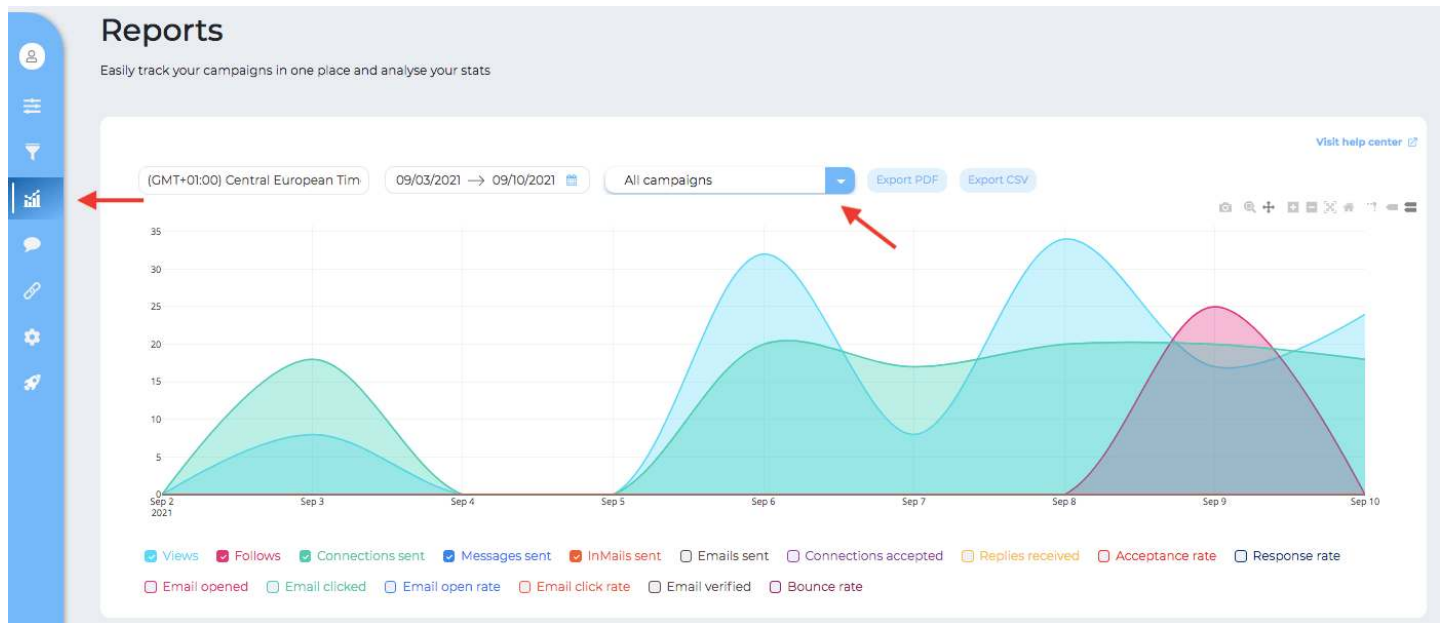 Reports
Easily track your campaigns in one place and analyse your stats
Visit help center
(GMT+01:00) Central European Tim
09/03/2021 → 09/10/2021
All campaigns
Export PDF
Export CSV
35
30
25
20
15
10
5
0
Sep 2 Sep 3 Sep 4 Sep 5 Sep 6 Sep 7 Sep 8 Sep 9 Sep 10
2021
Views Follows Connections sent Messages sent InMails sent Emails sent Connections accepted Replies received Acceptance rate Response rate
Email opened Email clicked Email open rate Email click rate Email verified Bounce rate